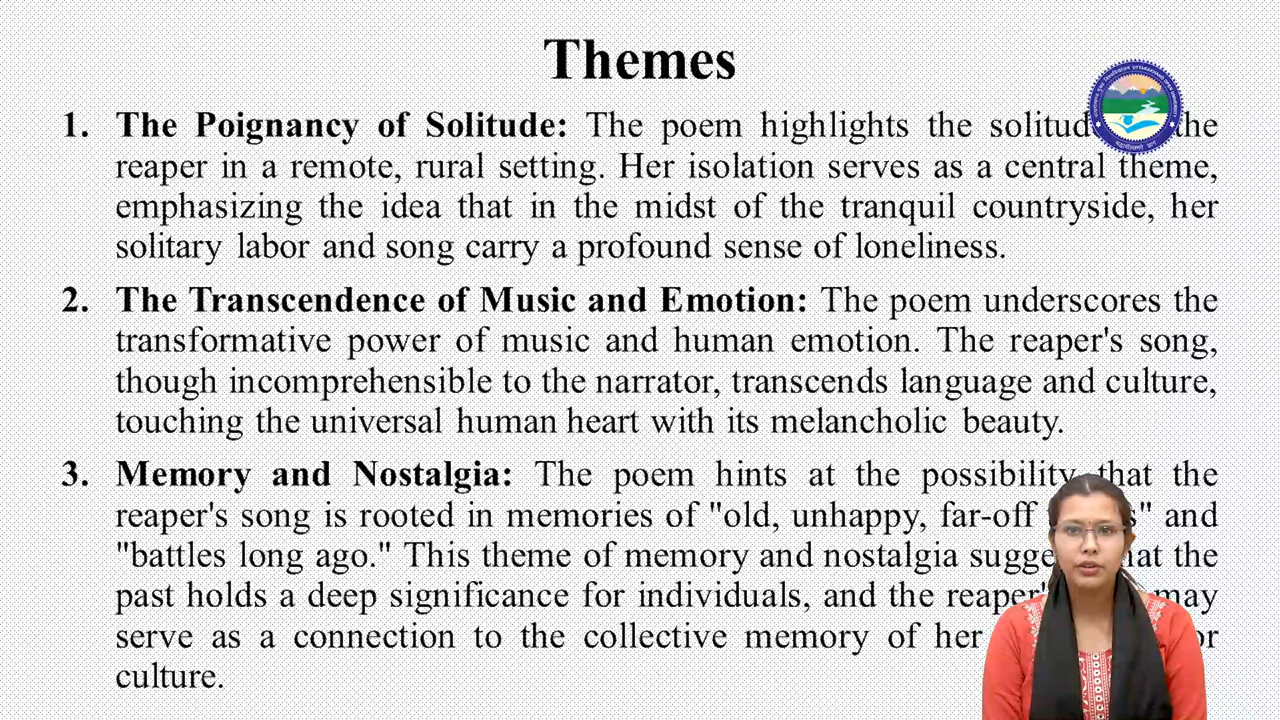 Themes
1. The Poignancy of Solitude: The poem highlights the the
reaper in a remote, rural setting. Her isolation serves as a central theme,
emphasizing the idea that in the midst of the tranquil countryside, her
solitary labor and song carry a profound sense of loneliness.
2. The Transcendence of Music and Emotion: The poem underscores the
transformative power of music and human emotion. The reaper's song,
though incomprehensible to the narrator, transcends language and culture,
touching the universal human heart with its melancholic beauty.
3. Memory and Nostalgia: The poem hints at the possibility that the
reaper's song is rooted in memories of "old, unhappy, far-off and
"battles long ago." This theme of memory and nostalgia the
past holds a deep significance for individuals, and the may
serve as a connection to the collective memory of her or
culture.